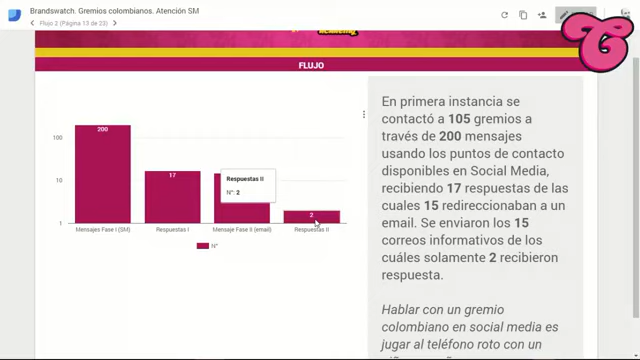 Brandswatch. Gremios colombianos. Atención SM
Flujo 2 (Página 13 de 23)
FLUJO
En primera instancia se
contactó a 105 gremios a
través de 200 mensajes
usando los puntos de contacto
disponibles en Social Media,
recibiendo 17 respuestas de las
cuales 15 redireccionaban a un
email. Se enviaron los 15
correos informativos de los
cuáles solamente 2 recibieron
respuesta.
Hablar con un gremio
colombiano en social media es
jugar al teléfono roto con un
200
100
17
10
Respuestas II
N°: 2
2
1
Mensajes Fase I (SM)
Respuestas I
Mensaje Fase II (email)
Respuestas II
N°